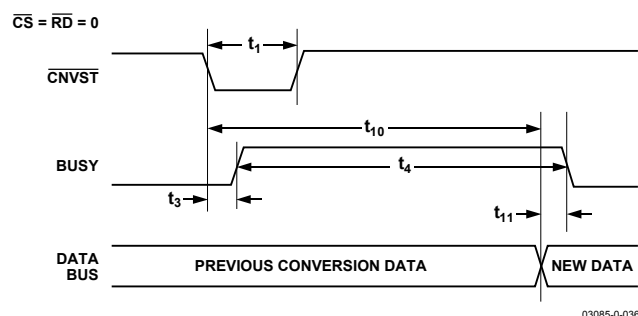 CS = RD = 0
t1
CNVST
t10
BUSY
t4
t3
t11
DATA
BUS
PREVIOUS CONVERSION DATA
NEW DATA
03085-0-036